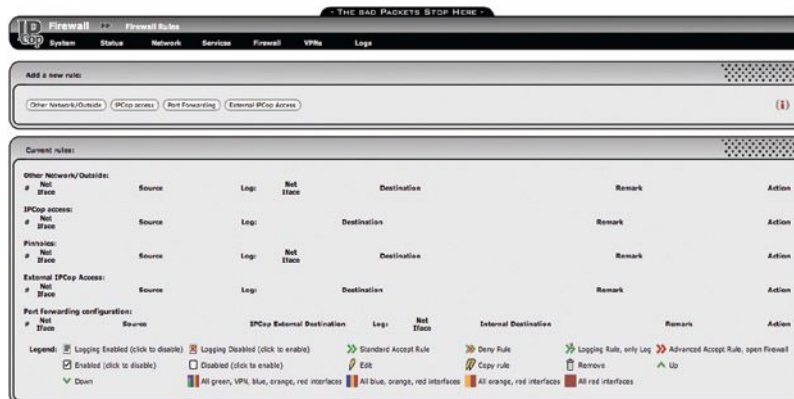 - THE BAD PACKETS STOP HERE -
IPCop
Firewall Firewall Rules
System Status Network Services Firewall VPNs Logs
Add a new rule:
Other Network/Outside IPCop access Port Forwarding External IPCop Access
(i)
Current rules:
Other Network/Outside:
# Net Iface Source Log: Net Iface Destination Remark Action
IPCop access:
# Net Iface Source Log: Destination Remark Action
Pinholes:
# Net Iface Source Log: Net Iface Destination Remark Action
External IPCop Access:
# Net Iface Source Log: Destination Remark Action
Port forwarding configuration:
# Net Iface Source IPCop External Destination Log: Net Iface Internal Destination Remark Action
Legend: Logging Enabled (click to disable) Logging Disabled (click to enable) Standard Accept Rule Deny Rule Logging Rule, only Log Advanced Accept Rule, open Firewall
Enabled (click to disable) Disabled (click to enable) Edit Copy rule Remove Up
Down All green, VPN, blue, orange, red interfaces All blue, orange, red interfaces All orange, red interfaces All red interfaces